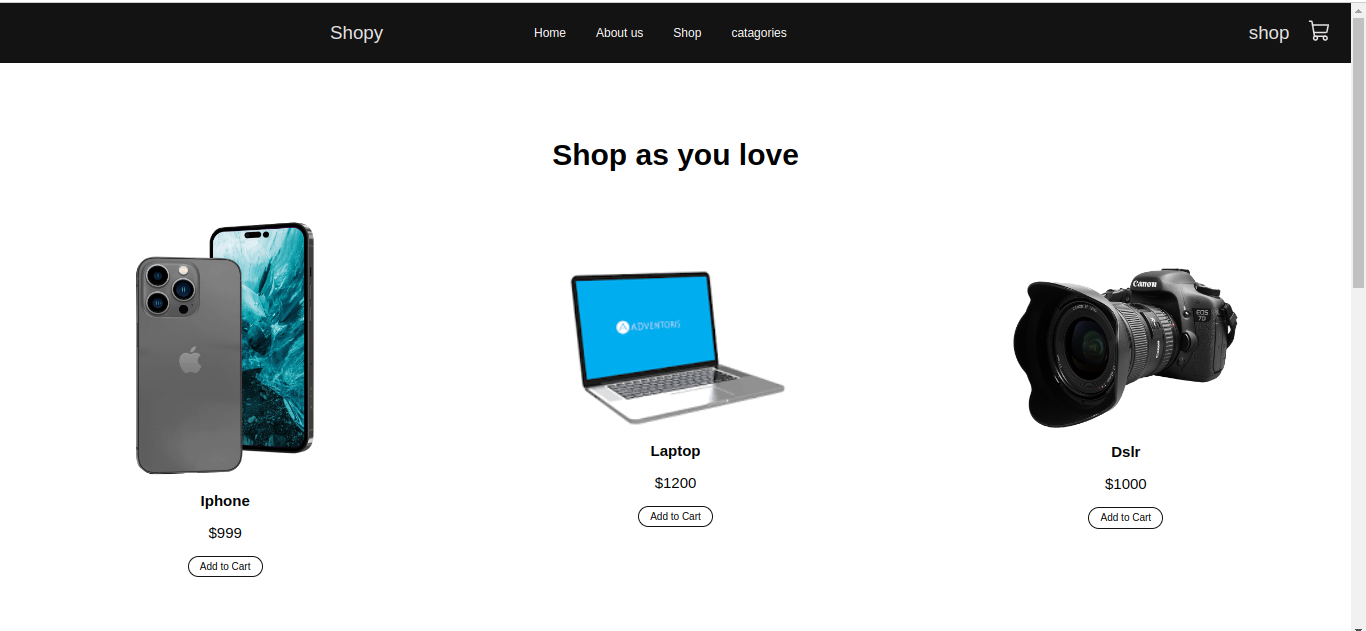 Shopy Home About us Shop catagories shop
Shop as you love
ADVENTORIS
Canon
EOS
7D
Canon
Laptop
Dslr
$1200
$1000
Iphone
Add to Cart
Add to Cart
$999
Add to Cart